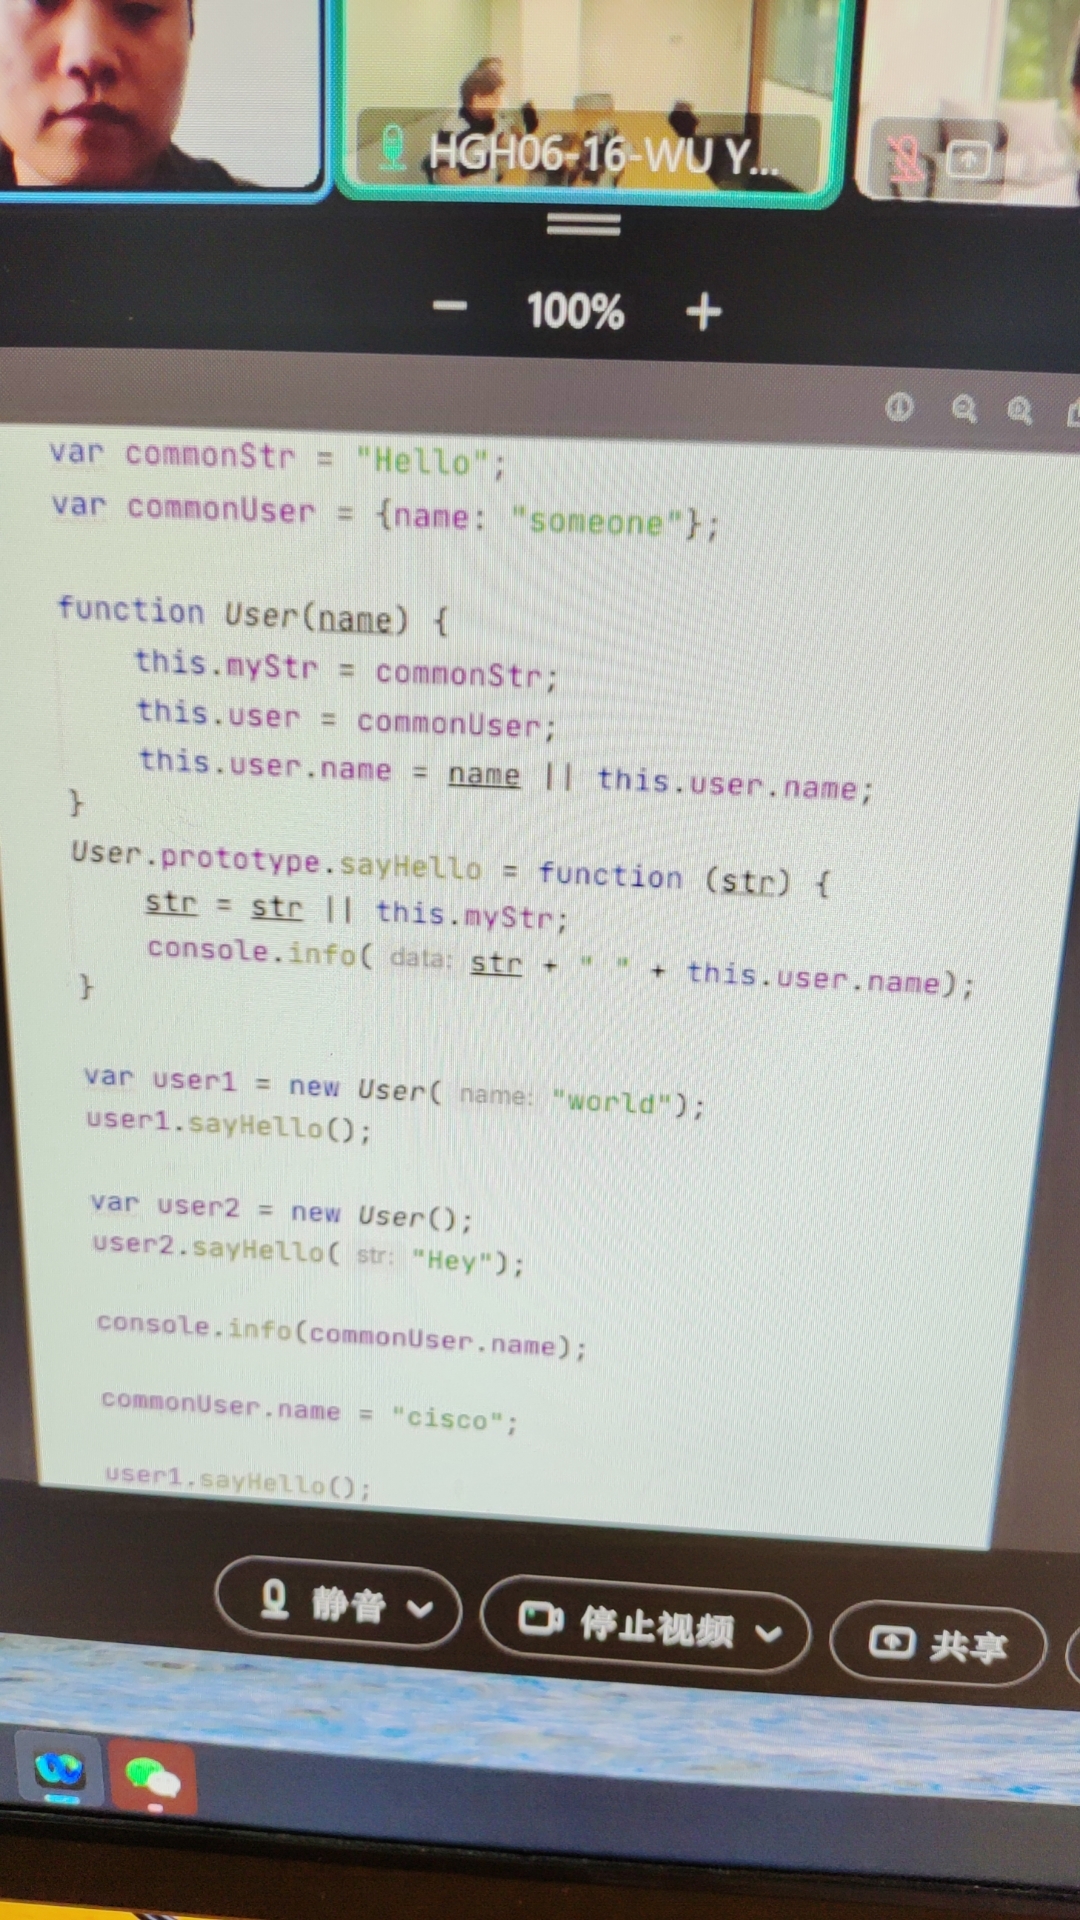 HGH06-16-WU Y...
100%
var commonStr = "Hello";
var commonUser = {name: "someone"};
function User(name) {
this.myStr = commonStr;
this.user = commonUser;
this.user.name = name || this.user.name;
}
User.prototype.sayHello = function (str) {
str = str || this.myStr;
console.info( data: str + " " + this.user.name);
}
var user1 = new User( name: "world");
user1.sayHello();
var user2 = new User();
user2.sayHello( str: "Hey");
console.info(commonUser.name);
commonUser.name = "cisco";
user1.sayHello();
静音
停止视频
共享